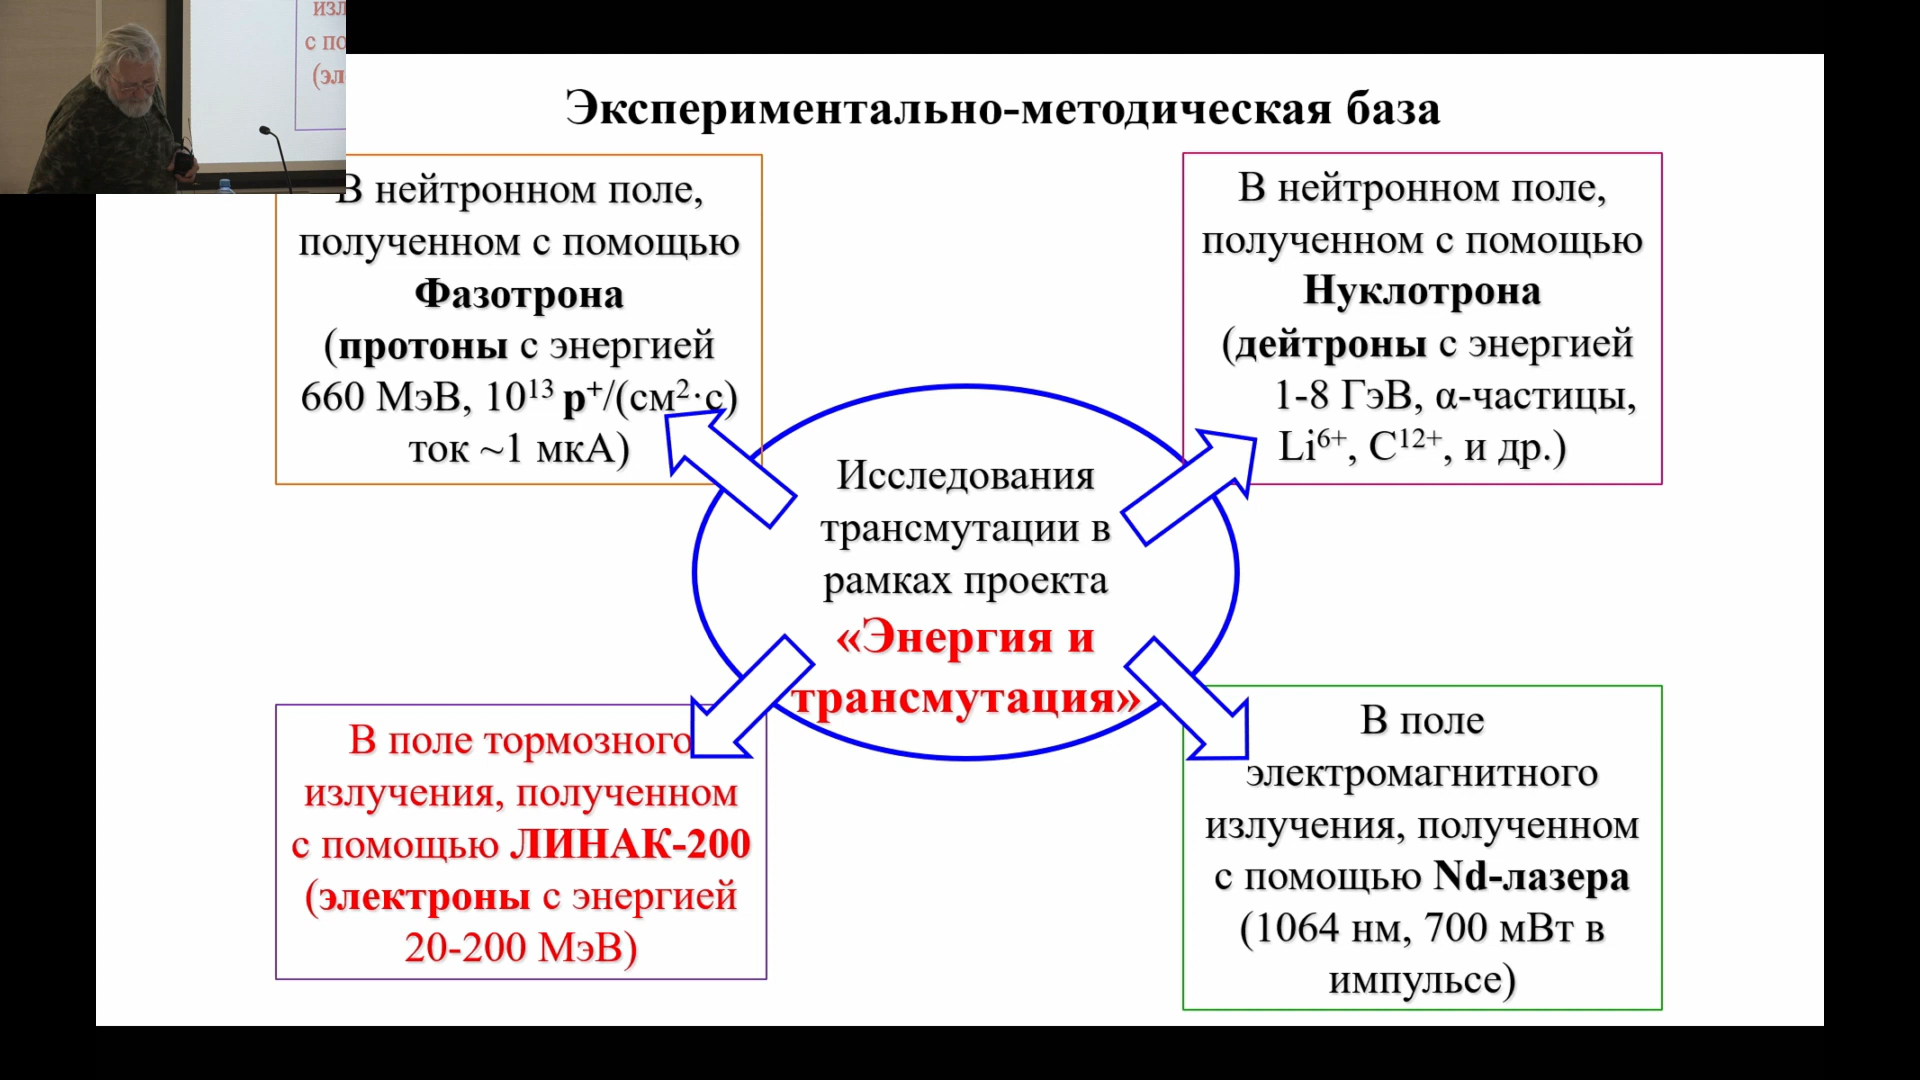 изл
с по
(эл
Экспериментально-методическая база
В нейтронном поле,
полученном с помощью
Фазотрона
(протоны с энергией
660 МэВ, 10¹³ p⁺/(см²·с)
ток ~1 мкА)
В нейтронном поле,
полученном с помощью
Нуклотрона
(дейтроны с энергией
1-8 ГэВ, α-частицы,
Li⁶⁺, C¹²⁺, и др.)
Исследования
трансмутации в
рамках проекта
«Энергия и
трансмутация»
В поле тормозного
излучения, полученном
с помощью ЛИНАК-200
(электроны с энергией
20-200 МэВ)
В поле
электромагнитного
излучения, полученном
с помощью Nd-лазера
(1064 нм, 700 мВт в
импульсе)